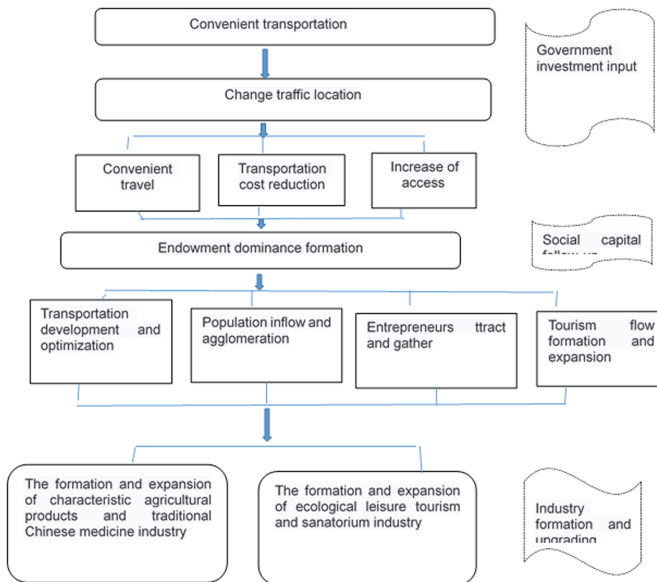 Convenient transportation
Government
investment input
Change traffic location
Convenient
travel
Transportation
cost reduction
Increase of
access
Endowment dominance formation
Social capital
Transportation
development and
optimization
Population inflow and
agglomeration
Entrepreneurs ttract
and gather
Tourism flow
formation and
expansion
The formation and expansion
of characteristic agricultural
products and traditional
Chinese medicine industry
The formation and expansion
of ecological leisure tourism
and sanatorium industry
Industry
formation and
upgrading